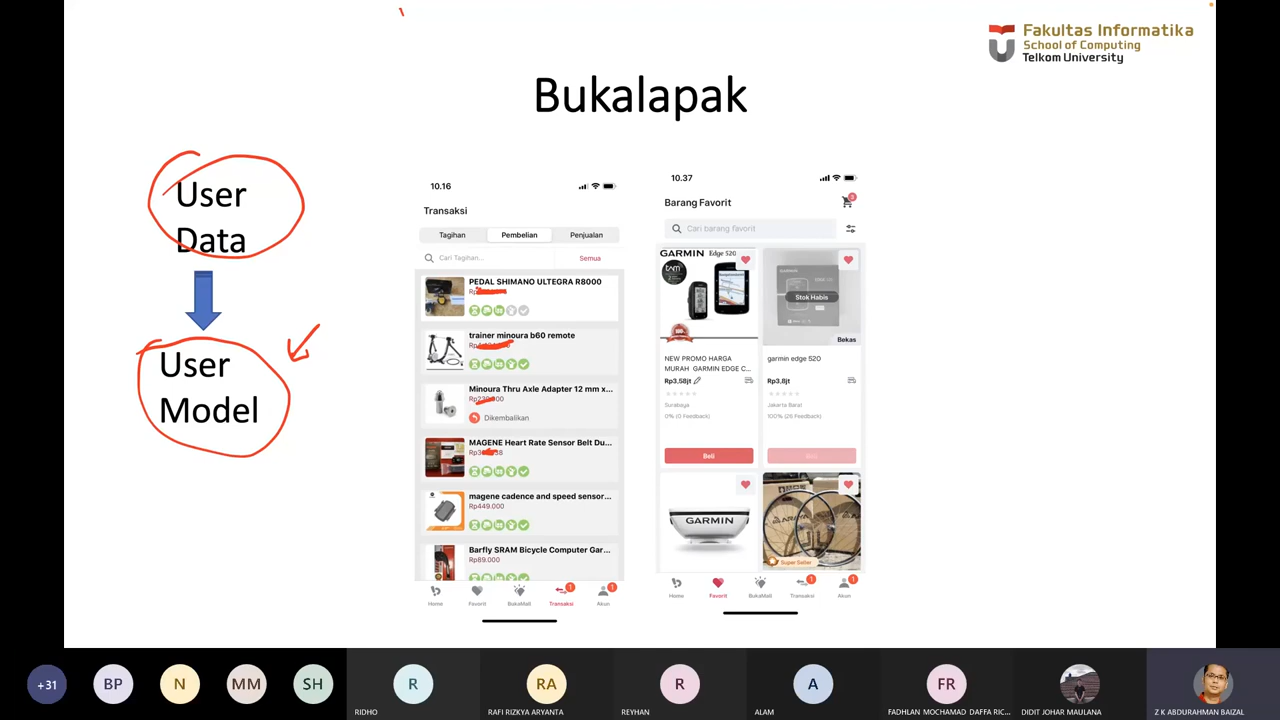 Fakultas Informatika
School of Computing
Telkom University
Bukalapak
User
Data
User
Model
10.16
Transaksi
Tagihan
Pembelian
Penjualan
Cari Tagihan...
Semua
PEDAL SHIMANO ULTEGRA R8000
trainer minoura b60 remote
Minoura Thru Axle Adapter 12 mm x...
Dikembalikan
MAGENE Heart Rate Sensor Belt Du...
magene cadence and speed sensor...
Rp449.000
Barfly SRAM Bicycle Computer Gar...
Rp89.000
Home
Favorit
BukaMall
Transaksi
1
Akun
1
10.37
Barang Favorit
Cari barang Favorit
GARMIN Edge 520
Stok Habis
Bekas
NEW PROMO HARGA
MURAH GARMIN EDGE C...
Rp3,58jt
Surabaya
0% (0 Feedback)
Beli
garmin edge 520
Rp3,8jt
Jakarta Barat
100% (26 Feedback)
Beli
GARMIN
Super Seller
Home
Favorit
BukaMall
Transaksi
1
Akun
1
+31
BP
N
MM
SH
R
RIDHO
RA
RAFI RIZKYA ARYANTA
R
REYHAN
A
ALAM
FR
FADHLAN MOCHAMAD DAFFA RIC...
DIDIT JOHAR MAULANA
Z K ABDURAHMAN BAIZAL